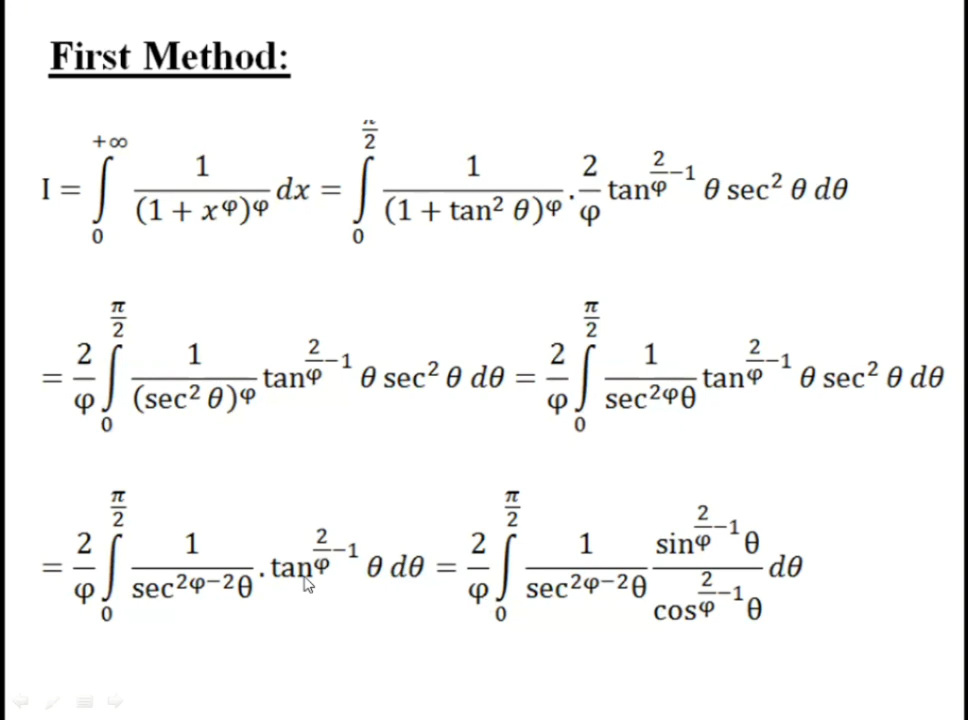 First Method:
I = ∫₀^{+∞} 1/(1 + x^φ)^φ dx = ∫₀^{π/2} 1/(1 + tan² θ)^φ · 2/φ tan^{2/φ −1} θ sec² θ dθ
= 2/φ ∫₀^{π/2} 1/(sec² θ)^φ tan^{2/φ −1} θ sec² θ dθ = 2/φ ∫₀^{π/2} 1/sec^{2φ}θ tan^{2/φ −1} θ sec² θ dθ
= 2/φ ∫₀^{π/2} 1/sec^{2φ−2}θ · tan^{2/φ −1} θ dθ = 2/φ ∫₀^{π/2} 1/sec^{2φ−2}θ sin^{2/φ −1}θ/cos^{2/φ −1}θ dθ